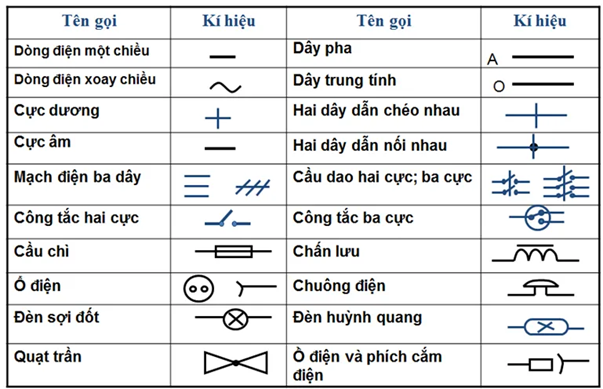 Tên gọi Kí hiệu Tên gọi Kí hiệu
Dòng điện một chiều Dây pha A
Dòng điện xoay chiều Dây trung tính O
Cực dương Hai dây dẫn chéo nhau
Cực âm Hai dây dẫn nối nhau
Mạch điện ba dây Cầu dao hai cực; ba cực
Công tắc hai cực Công tắc ba cực
Cầu chì Chấn lưu
Ổ điện Chuông điện
Đèn sợi đốt Đèn huỳnh quang
Quạt trần Ổ điện và phích cắm
điện